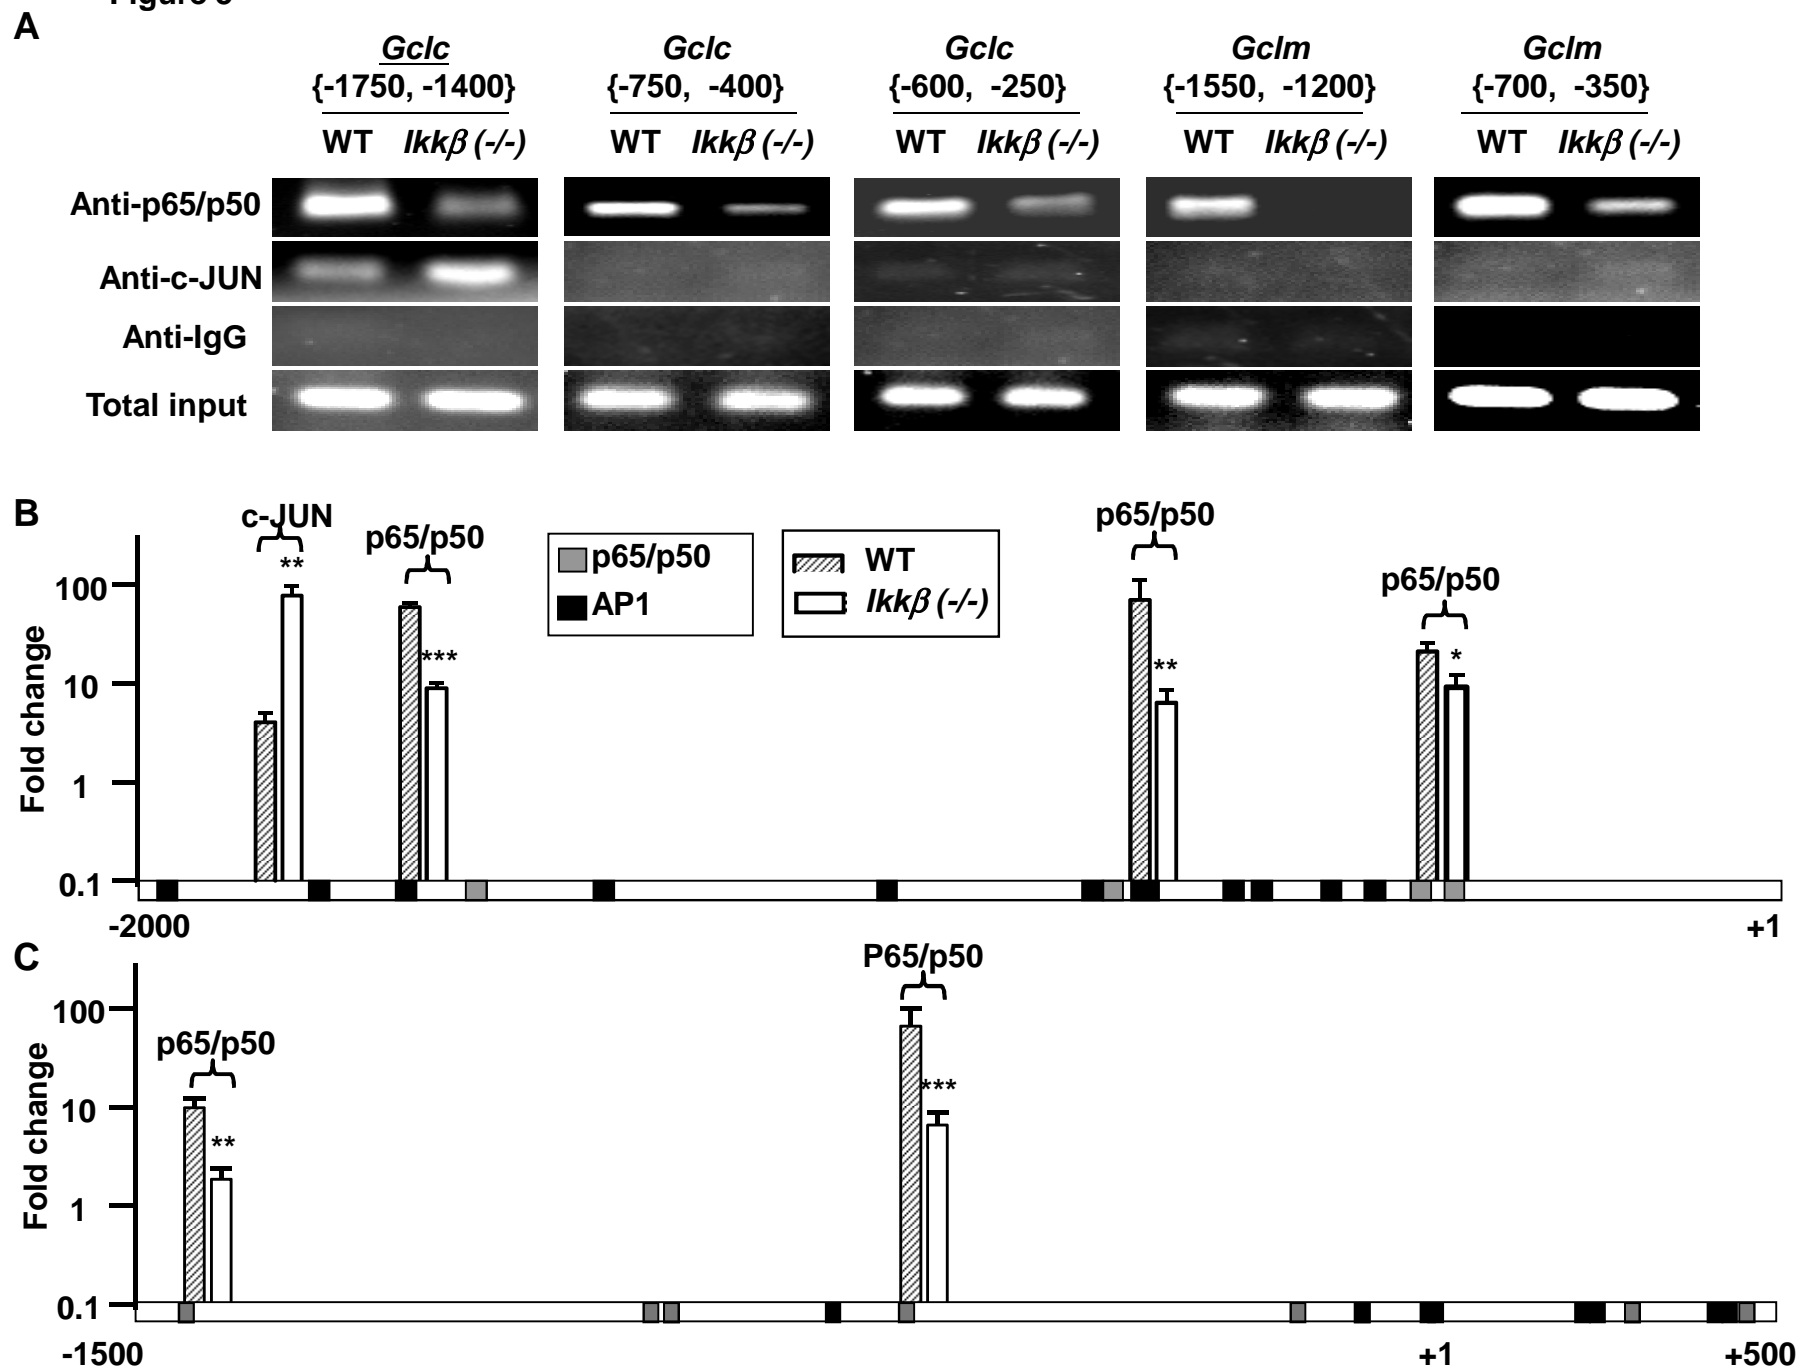 A
Gclc Gclc Gclc Gclm Gclm
{-1750, -1400} {-750, -400} {-600, -250} {-1550, -1200} {-700, -350}
WT Ikkβ (-/-) WT Ikkβ (-/-) WT Ikkβ (-/-) WT Ikkβ (-/-) WT Ikkβ (-/-)
Anti-p65/p50
Anti-c-JUN
Anti-IgG
Total input
B
c-JUN
p65/p50
p65/p50
p65/p50
**
***
**
*
p65/p50
AP1
WT
Ikkβ (-/-)
Fold change
100
10
1
0.1
-2000 +1
C
p65/p50
P65/p50
**
***
Fold change
100
10
1
0.1
-1500 +1 +500